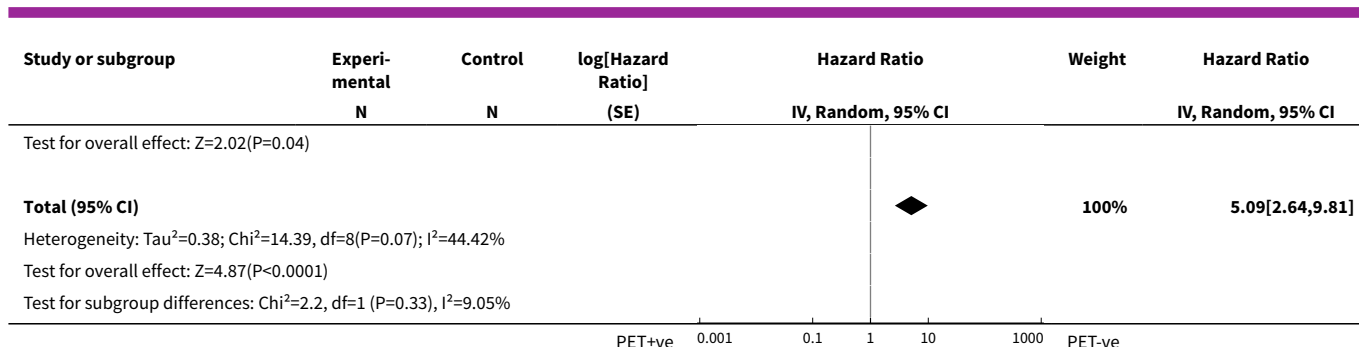 Study or subgroup Experi- Control log[Hazard Hazard Ratio Weight Hazard Ratio
mental Ratio]
N N (SE) IV, Random, 95% CI IV, Random, 95% CI
Test for overall effect: Z=2.02(P=0.04)
Total (95% CI) 100% 5.09[2.64,9.81]
Heterogeneity: Tau²=0.38; Chi²=14.39, df=8(P=0.07); I²=44.42%
Test for overall effect: Z=4.87(P<0.0001)
Test for subgroup differences: Chi²=2.2, df=1 (P=0.33), I²=9.05%
PET+ve 0.001 0.1 1 10 1000 PET-ve